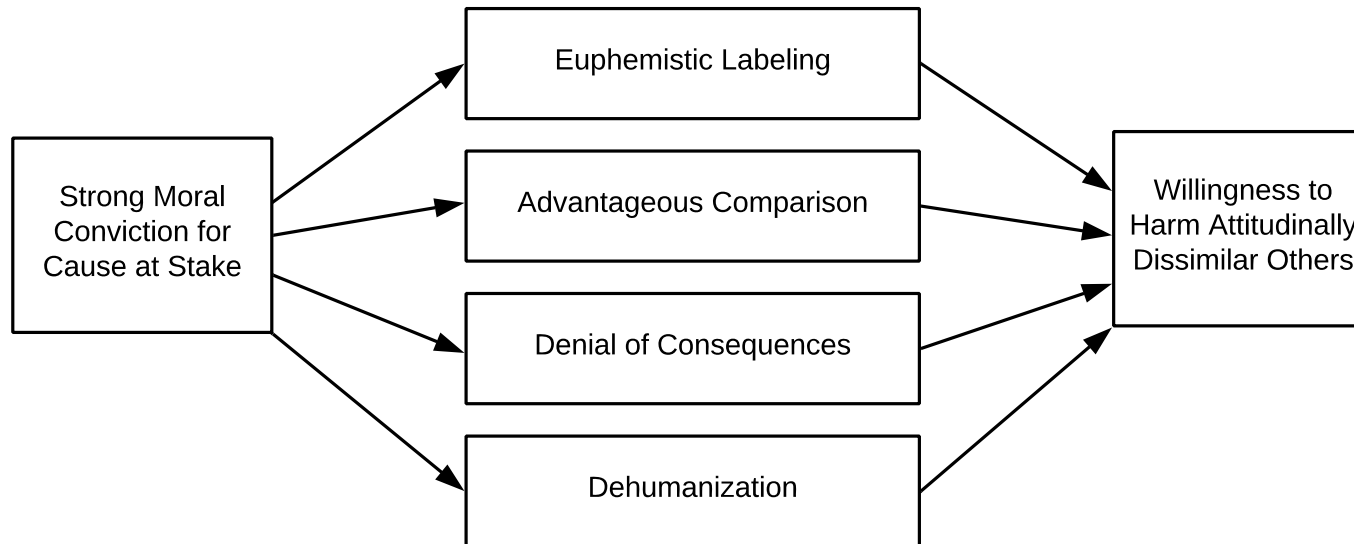 Euphemistic Labeling
Strong Moral
Conviction for
Cause at Stake
Advantageous Comparison
Willingness to
Harm Attitudinally
Dissimilar Others
Denial of Consequences
Dehumanization